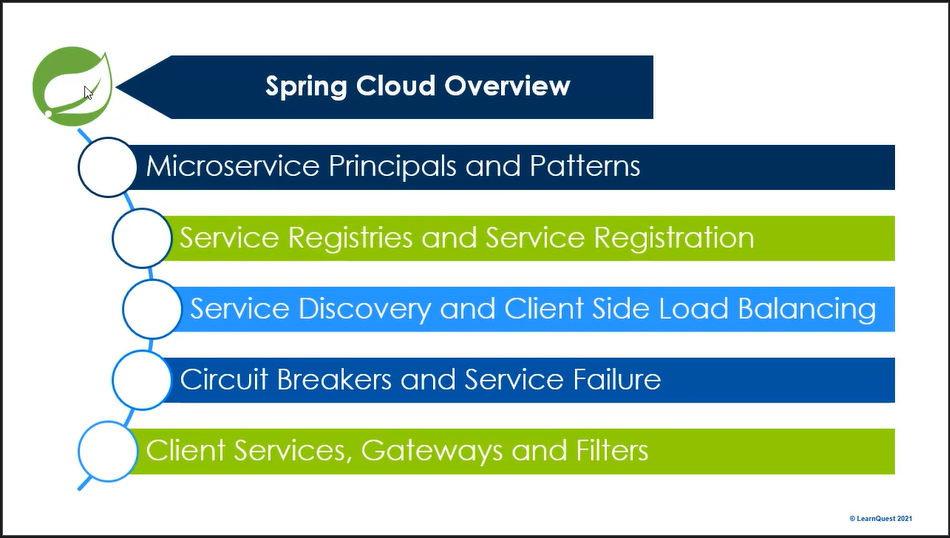 Spring Cloud Overview
Microservice Principals and Patterns
Service Registries and Service Registration
Service Discovery and Client Side Load Balancing
Circuit Breakers and Service Failure
Client Services, Gateways and Filters
© LearnQuest 2021